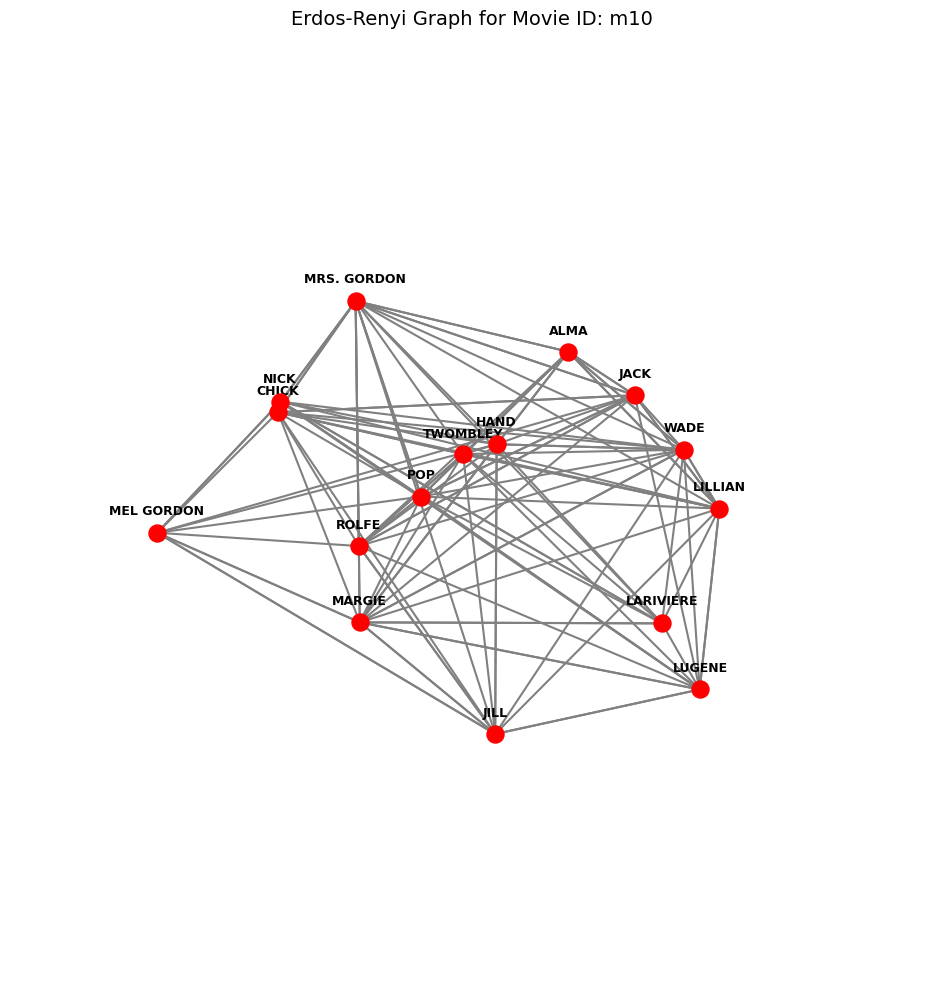 Erdos-Renyi Graph for Movie ID: m10
MRS. GORDON
ALMA
JACK
NICK
CHICK
HAND
WADE
TWOMBLEY
POP
LILLIAN
MEL GORDON
ROLFE
MARGIE
LARIVIERE
LUGENE
JILL